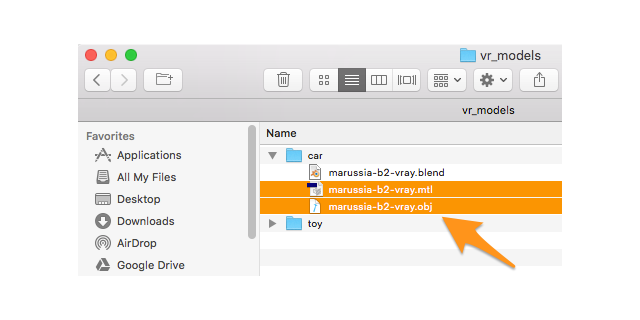 vr_models
vr_models
Favorites
Applications
All My Files
Desktop
Downloads
AirDrop
Google Drive
Name
car
marussia-b2-vray.blend
marussia-b2-vray.mtl
marussia-b2-vray.obj
toy